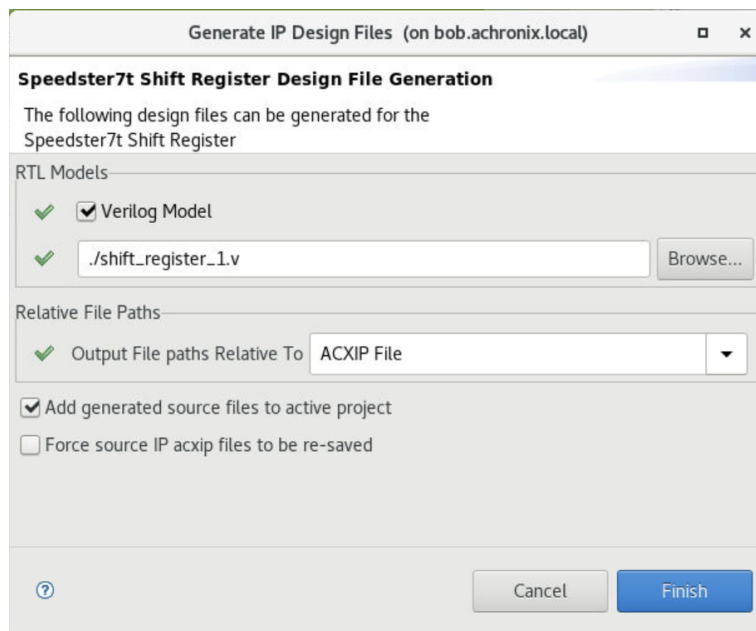 Generate IP Design Files (on bob.achronix.local)
Speedster7t Shift Register Design File Generation
The following design files can be generated for the
Speedster7t Shift Register
RTL Models
Verilog Model
./shift_register_1.v
Browse...
Relative File Paths
Output File paths Relative To ACXIP File
Add generated source files to active project
Force source IP acxip files to be re-saved
? Cancel Finish